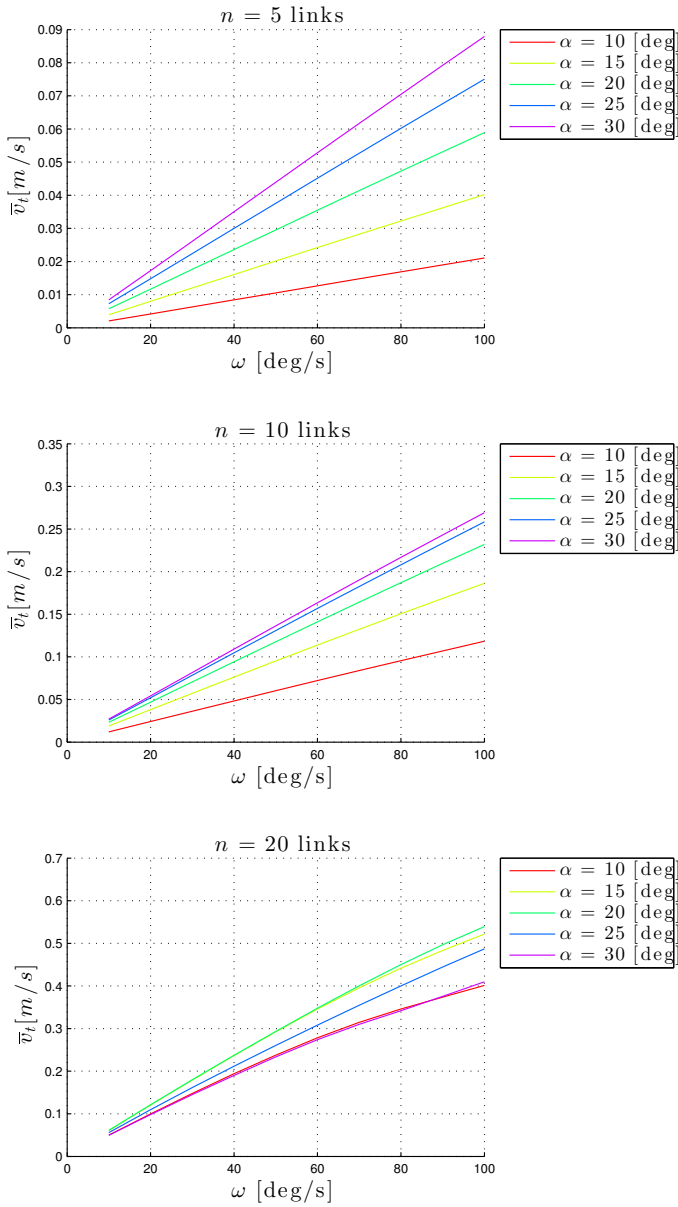 n = 5 links
0.09
0.08
0.07
0.06
0.05
0.04
0.03
0.02
0.01
0
v̅ₜ[m/s]
0 20 40 60 80 100
ω [deg/s]
α = 10 [deg]
α = 15 [deg]
α = 20 [deg]
α = 25 [deg]
α = 30 [deg]
n = 10 links
0.35
0.3
0.25
0.2
0.15
0.1
0.05
0
v̅ₜ[m/s]
0 20 40 60 80 100
ω [deg/s]
α = 10 [deg]
α = 15 [deg]
α = 20 [deg]
α = 25 [deg]
α = 30 [deg]
n = 20 links
0.7
0.6
0.5
0.4
0.3
0.2
0.1
0
v̅ₜ[m/s]
0 20 40 60 80 100
ω [deg/s]
α = 10 [deg]
α = 15 [deg]
α = 20 [deg]
α = 25 [deg]
α = 30 [deg]